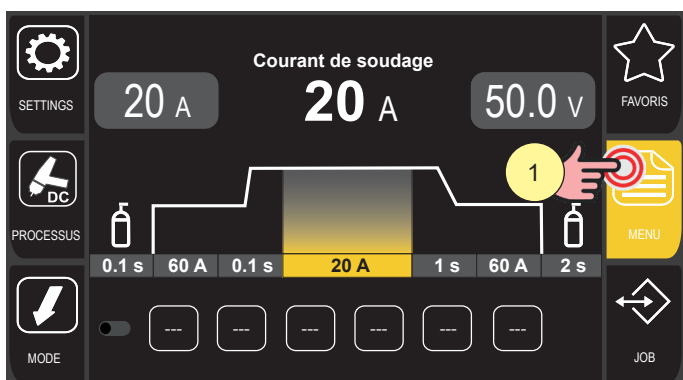 SETTINGS
Courant de soudage
20 A
20 A
50.0 V
FAVORIS
1
DC
PROCESSUS
MENU
0.1 s 60 A 0.1 s 20 A 1 s 60 A 2 s
--- --- --- --- --- ---
MODE
JOB